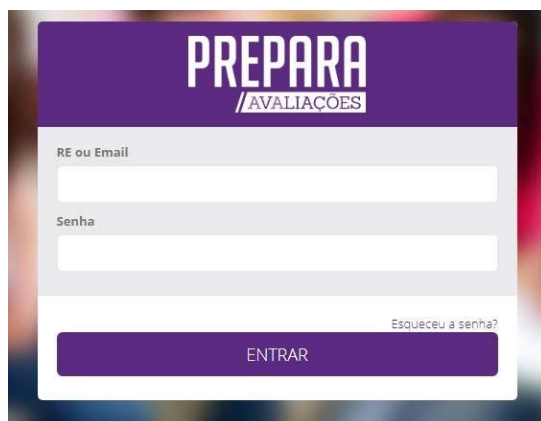 PREPARA
/AVALIAÇÕES
RE ou Email
Senha
Esqueceu a senha?
ENTRAR